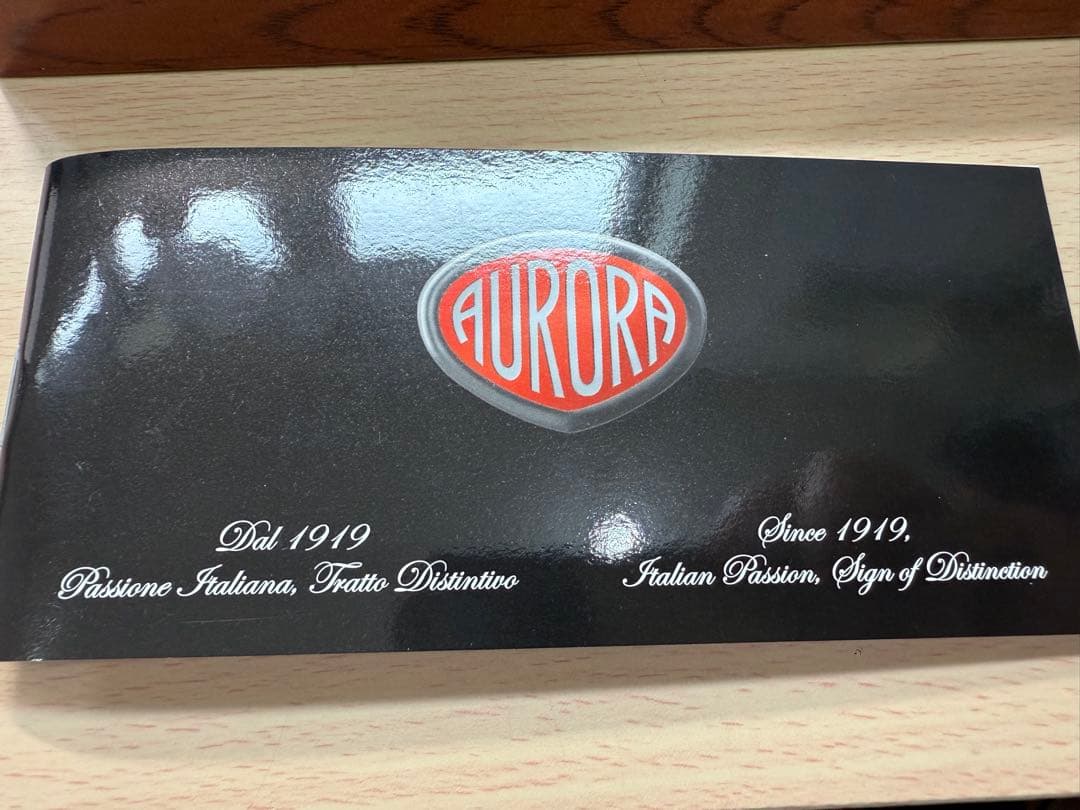 AURORA
Dal 1919
Passione Italiana, Tratto Distintivo
Since 1919,
Italian Passion, Sign of Distinction